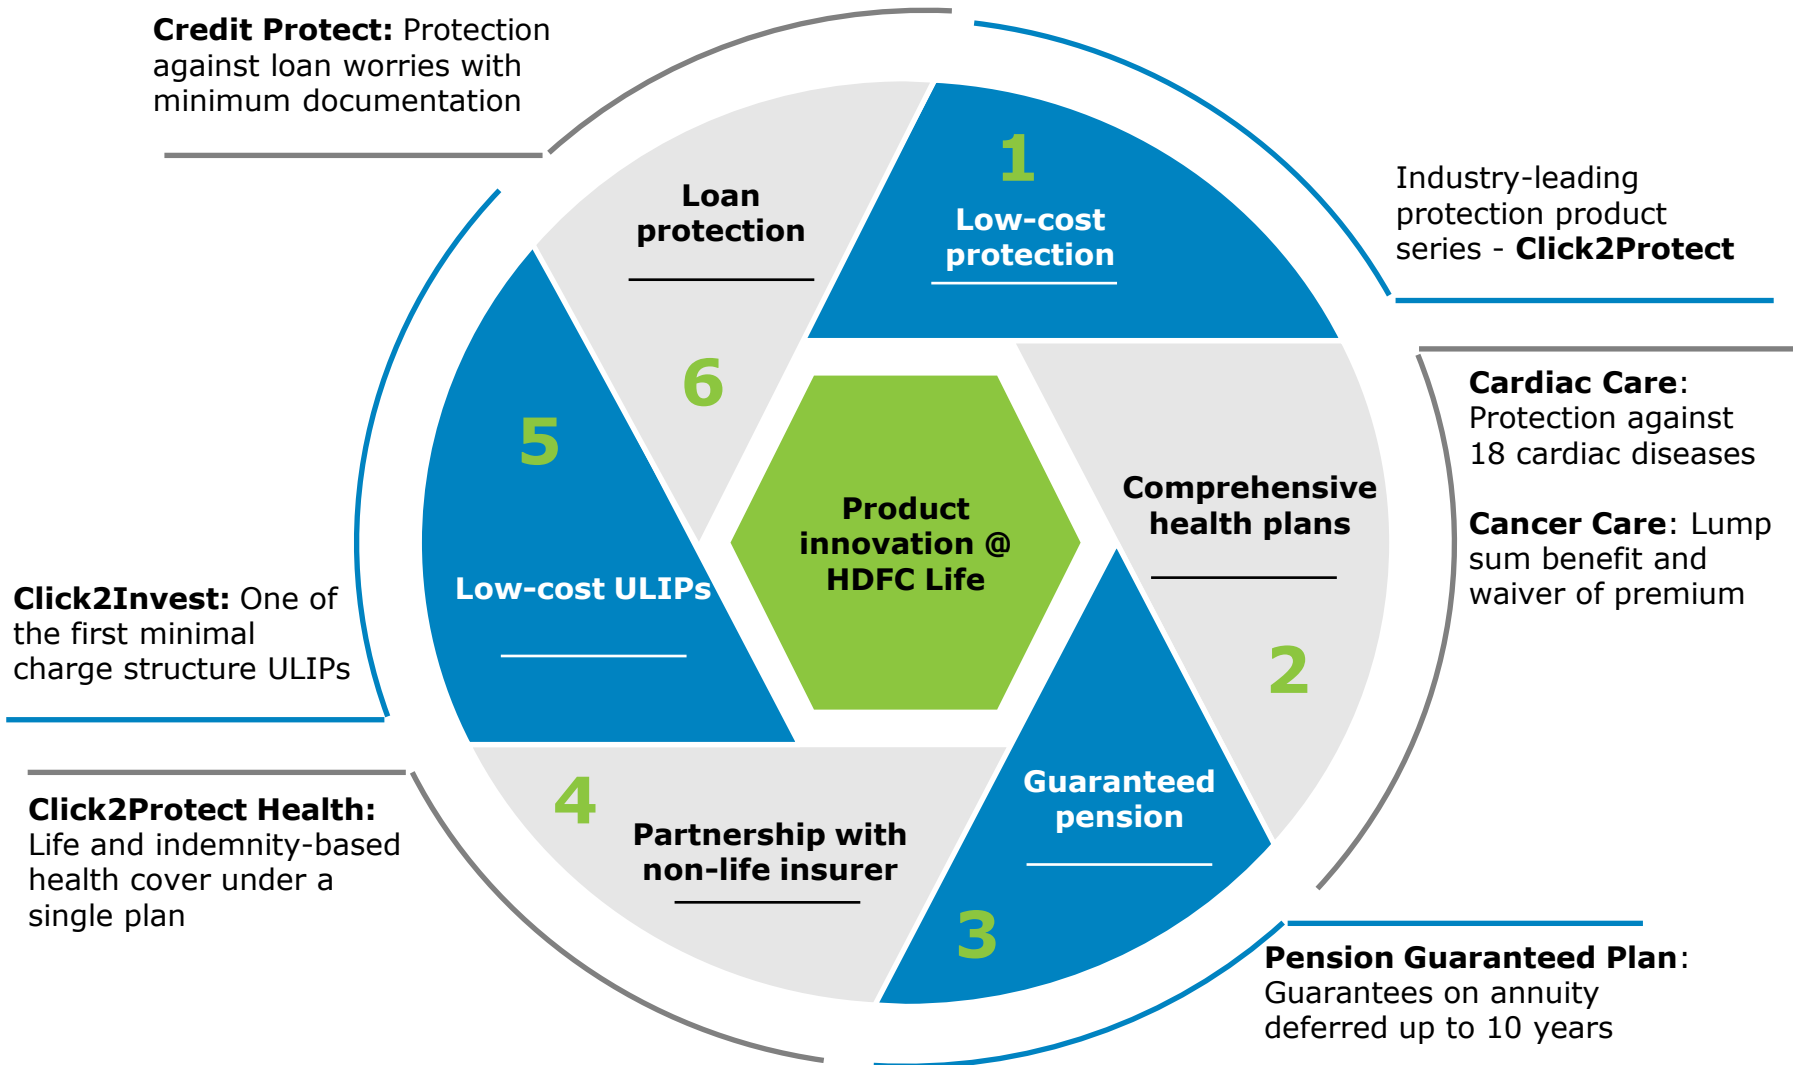 Credit Protect: Protection
against loan worries with
minimum documentation
1
Low-cost
protection
Industry-leading
protection product
series - Click2Protect
Loan
protection
6
Cardiac Care:
Protection against
18 cardiac diseases
Cancer Care: Lump
sum benefit and
waiver of premium
Comprehensive
health plans
2
Product
innovation @
HDFC Life
5
Low-cost ULIPs
Click2Invest: One of
the first minimal
charge structure ULIPs
Guaranteed
pension
3
4
Partnership with
non-life insurer
Click2Protect Health:
Life and indemnity-based
health cover under a
single plan
Pension Guaranteed Plan:
Guarantees on annuity
deferred up to 10 years